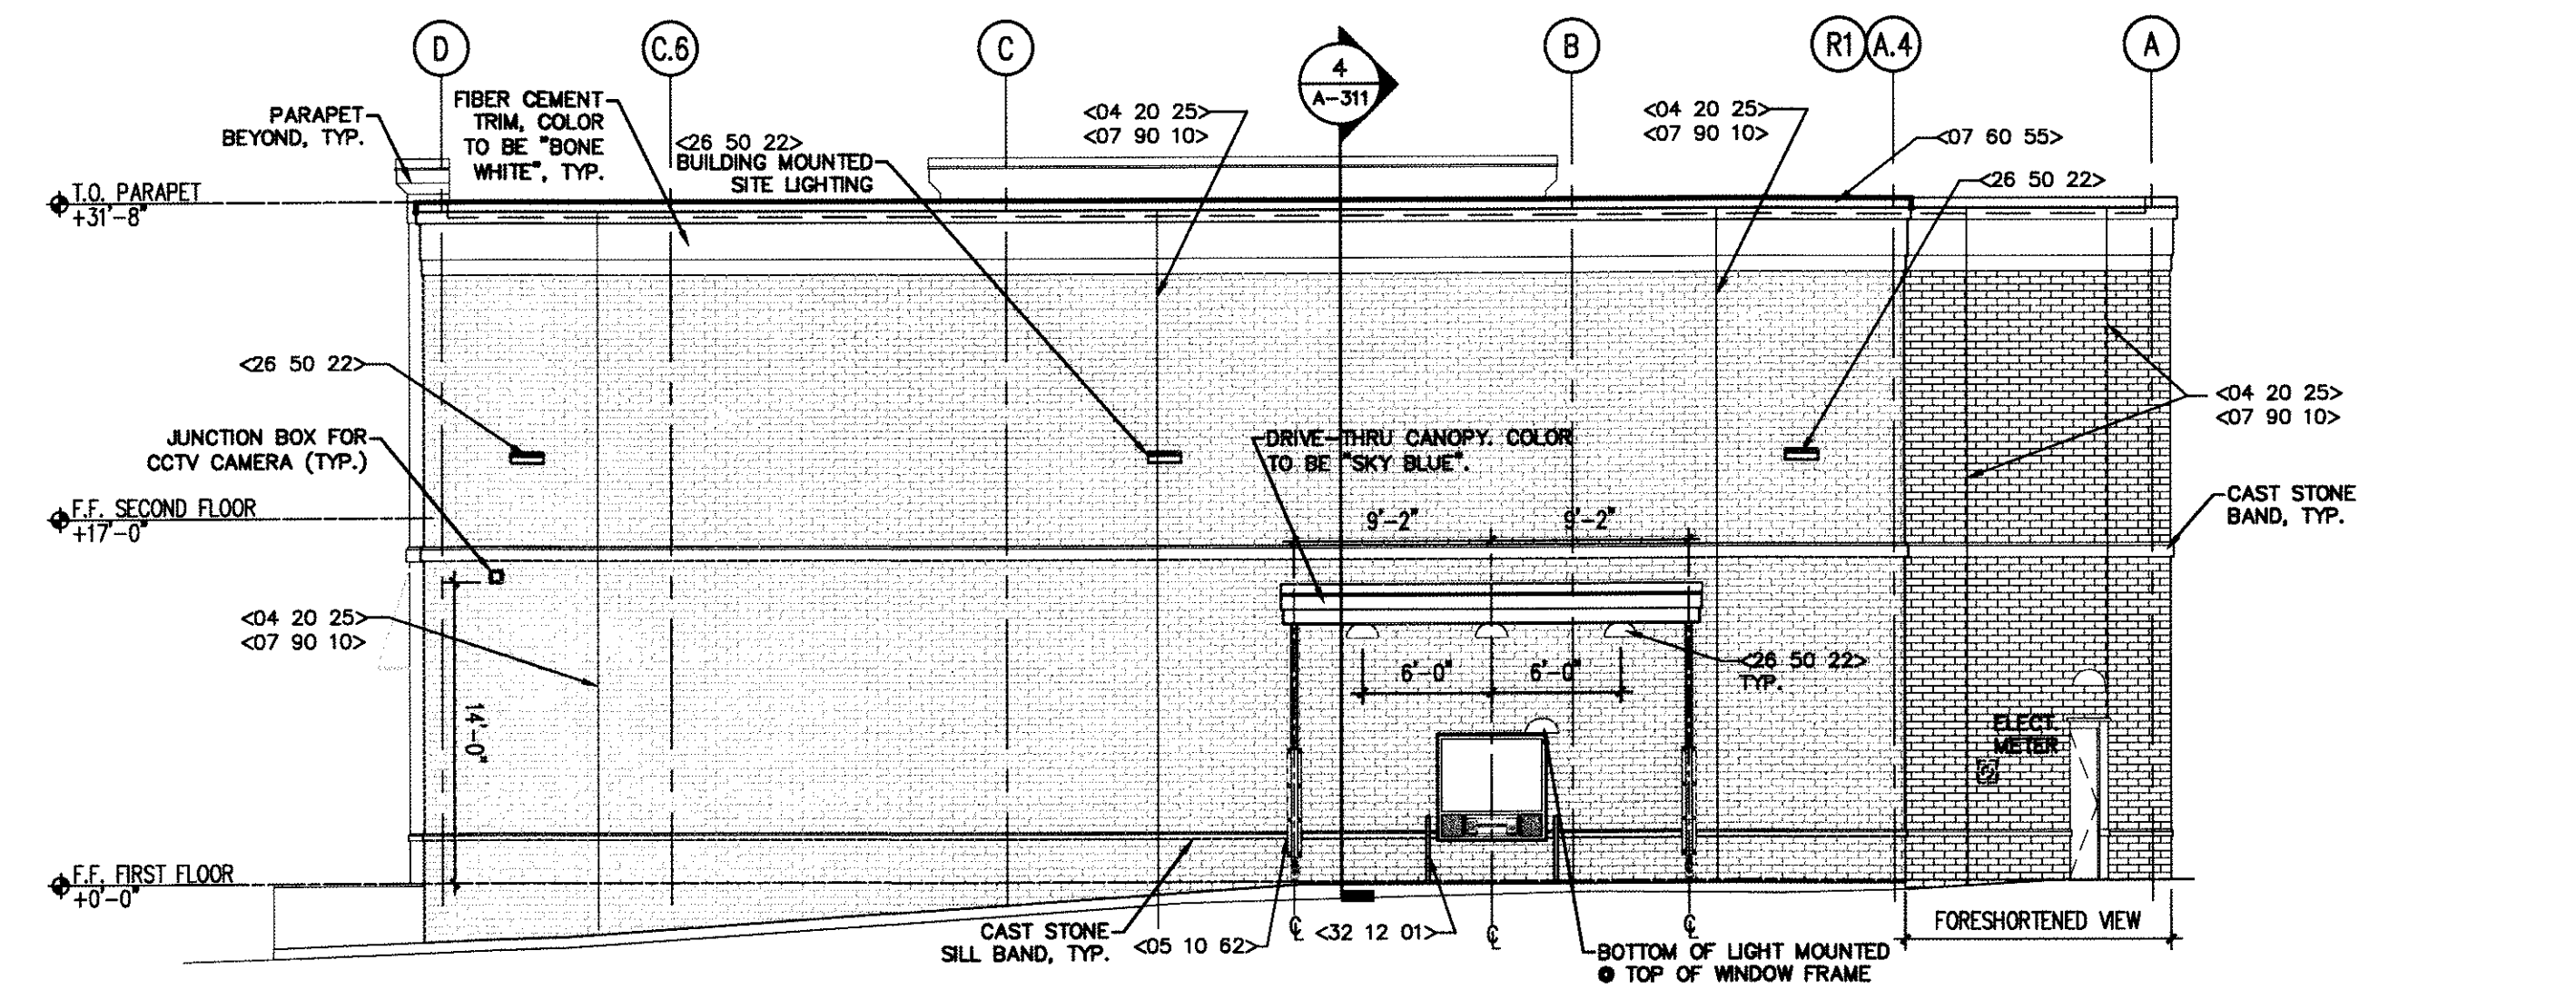 D
C.6
C
4
A-311
B
R1
A.4
A
PARAPET
BEYOND, TYP.
FIBER CEMENT
TRIM, COLOR
TO BE "BONE
WHITE", TYP.
<26 50 22>
BUILDING MOUNTED
SITE LIGHTING
<04 20 25>
<07 90 10>
<04 20 25>
<07 90 10>
<07 60 55>
<26 50 22>
T.O. PARAPET
+31'-8"
<26 50 22>
JUNCTION BOX FOR
CCTV CAMERA (TYP.)
DRIVE-THRU CANOPY. COLOR
TO BE "SKY BLUE".
<04 20 25>
<07 90 10>
CAST STONE
BAND, TYP.
F.F. SECOND FLOOR
+17'-0"
9'-2"
9'-2"
<04 20 25>
<07 90 10>
14'-0"
6'-0"
6'-0"
<26 50 22>
TYP.
ELECT
METER
F.F. FIRST FLOOR
+0'-0"
CAST STONE
SILL BAND, TYP.
<05 10 62>
℄
<32 12 01>
℄
℄
BOTTOM OF LIGHT MOUNTED
@ TOP OF WINDOW FRAME
FORESHORTENED VIEW